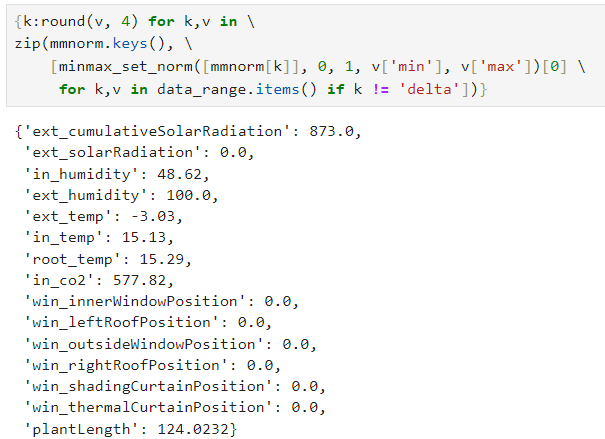 {k:round(v, 4) for k,v in \
zip(mmnorm.keys(), \
    [minmax_set_norm([mmnorm[k]], 0, 1, v['min'], v['max'])[0] \
     for k,v in data_range.items() if k != 'delta'])}
{'ext_cumulativeSolarRadiation': 873.0,
 'ext_solarRadiation': 0.0,
 'in_humidity': 48.62,
 'ext_humidity': 100.0,
 'ext_temp': -3.03,
 'in_temp': 15.13,
 'root_temp': 15.29,
 'in_co2': 577.82,
 'win_innerWindowPosition': 0.0,
 'win_leftRoofPosition': 0.0,
 'win_outsideWindowPosition': 0.0,
 'win_rightRoofPosition': 0.0,
 'win_shadingCurtainPosition': 0.0,
 'win_thermalCurtainPosition': 0.0,
 'plantLength': 124.0232}